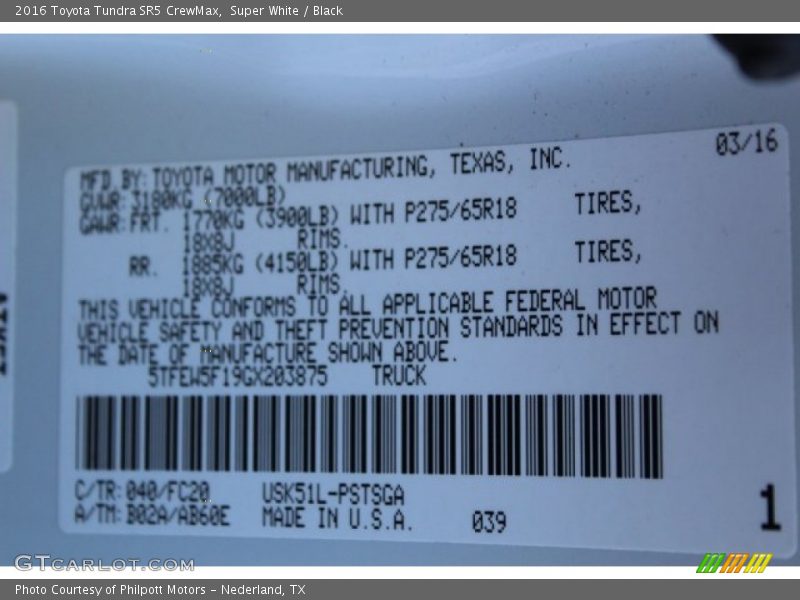 2016 Toyota Tundra SR5 CrewMax, Super White / Black
03/16
MFD BY: TOYOTA MOTOR MANUFACTURING, TEXAS, INC.
GVWR: 3180KG (7000LB)
GAWR: FRT. 1770KG (3900LB) WITH P275/65R18 TIRES,
18X8J RIMS.
RR. 1885KG (4150LB) WITH P275/65R18 TIRES,
18X8J RIMS.
THIS VEHICLE CONFORMS TO ALL APPLICABLE FEDERAL MOTOR
VEHICLE SAFETY AND THEFT PREVENTION STANDARDS IN EFFECT ON
THE DATE OF MANUFACTURE SHOWN ABOVE.
5TFEW5F19GX203875 TRUCK
C/TR: 040/FC20 USK51L-PSTSGA
A/TM: B02A/AB60E MADE IN U.S.A. 039
1
GTcarlot.com
Photo Courtesy of Philpott Motors - Nederland, TX